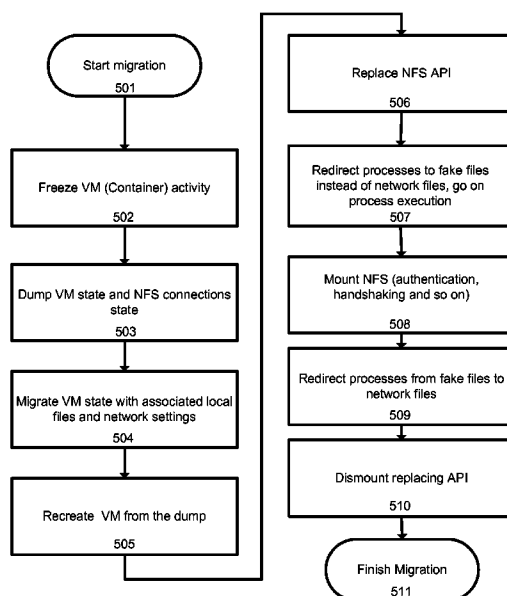 Start migration
501
Freeze VM (Container) activity
502
Dump VM state and NFS connections
state
503
Migrate VM state with associated local
files and network settings
504
Recreate VM from the dump
505
Replace NFS API
506
Redirect processes to fake files
instead of network files, go on
process execution
507
Mount NFS (authentication,
handshaking and so on)
508
Redirect processes from fake files to
network files
509
Dismount replacing API
510
Finish Migration
511